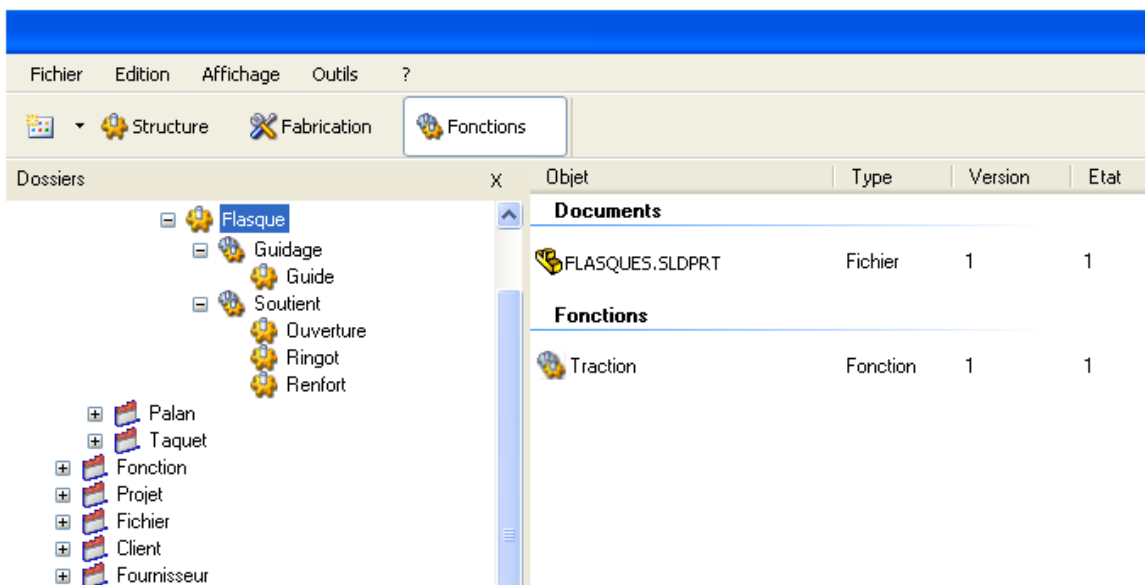 Fichier Edition Affichage Outils ?
Structure Fabrication Fonctions
Dossiers X
Flasque
Guidage
Guide
Soutient
Ouverture
Ringot
Renfort
Palan
Taquet
Fonction
Projet
Fichier
Client
Fournisseur
Objet Type Version Etat
Documents
FLASQUES.SLDPRT Fichier 1 1
Fonctions
Traction Fonction 1 1